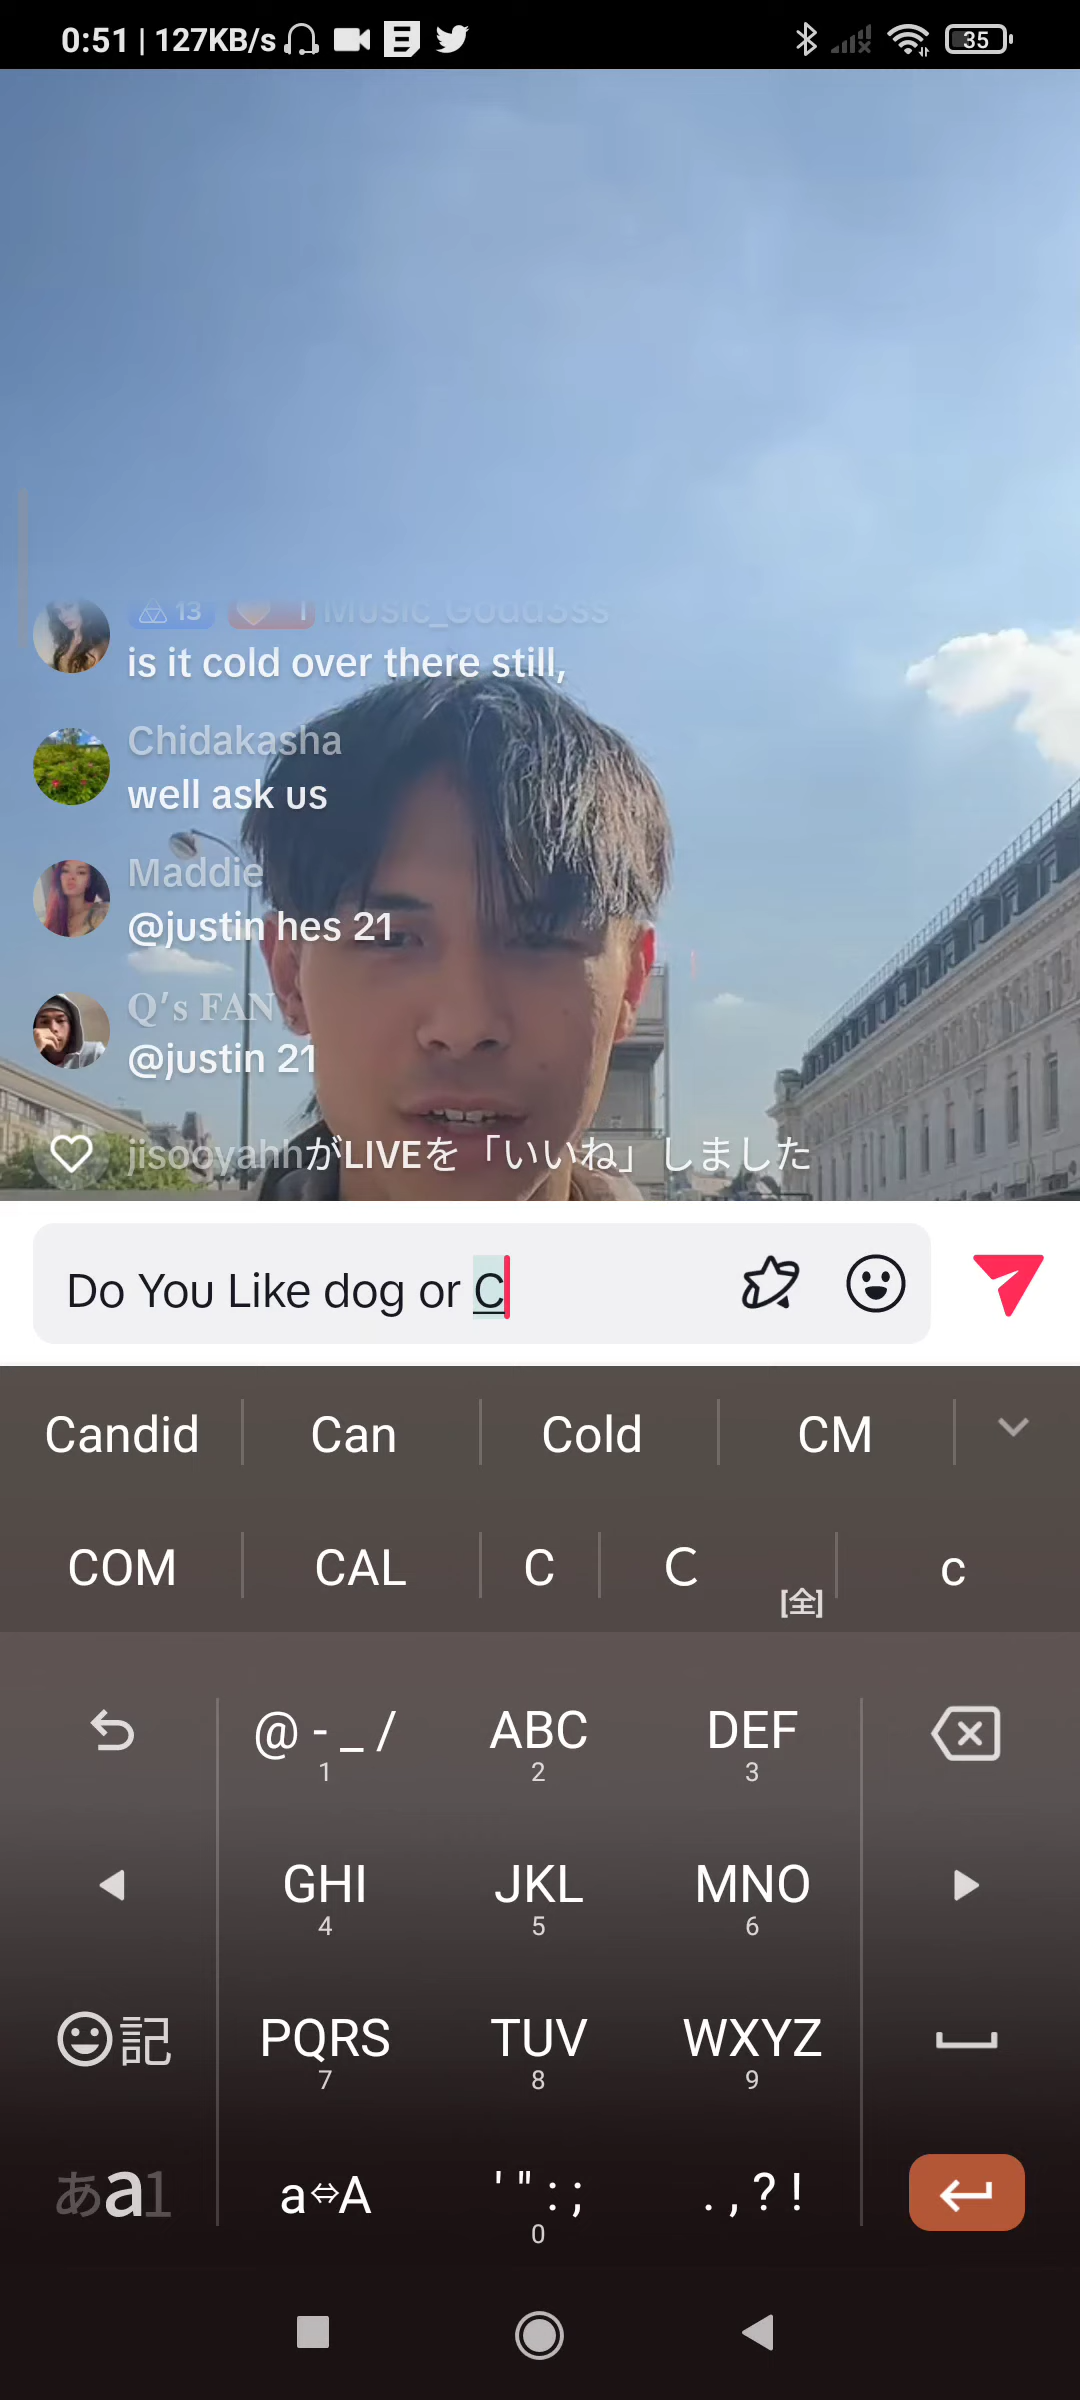 0:51 | 127KB/s
35
13 1 Music_Godd3ss
is it cold over there still,
Chidakasha
well ask us
Maddie
@justin hes 21
Q's FAN
@justin 21
jisooyahhがLIVEを「いいね」しました
Do You Like dog or C
Candid Can Cold CM
COM CAL C C [全] c
@-_/ ABC DEF
1 2 3
GHI JKL MNO
4 5 6
記 PQRS TUV WXYZ
7 8 9
あa1 a⇔A '":; .,?!
0